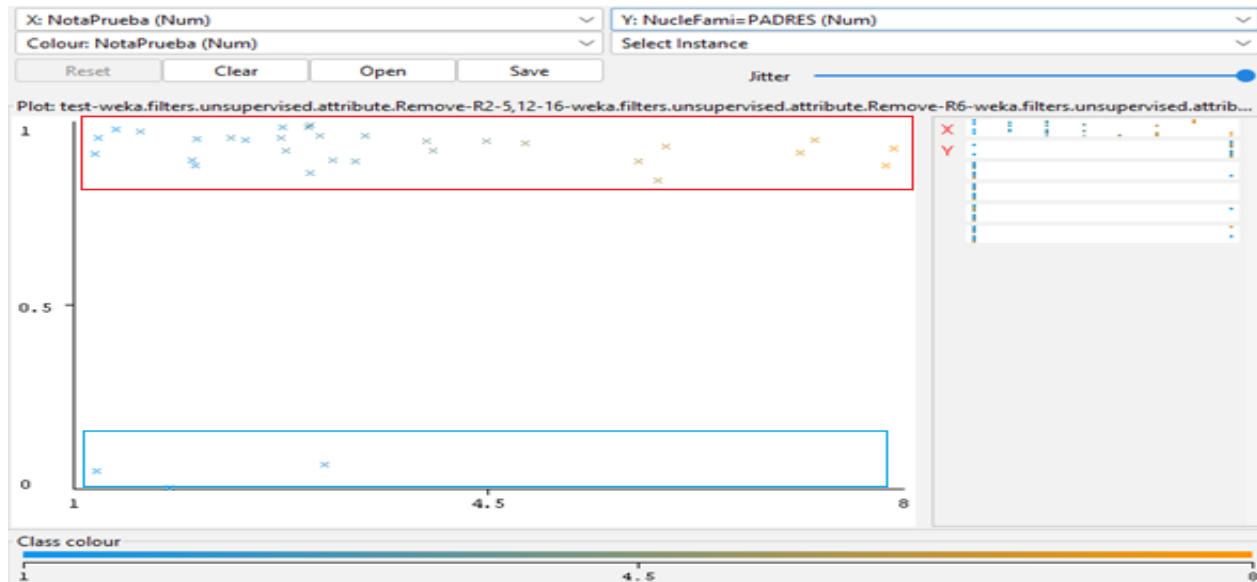 X: NotaPrueba (Num) Y: NucleFami=PADRES (Num)
Colour: NotaPrueba (Num) Select Instance
Reset Clear Open Save Jitter
Plot: test-weka.filters.unsupervised.attribute.Remove-R2-5,12-16-weka.filters.unsupervised.attribute.Remove-R6-weka.filters.unsupervised.attrib...
1
X
Y
0.5
0
1 4.5 8
Class colour
1 4.5 8